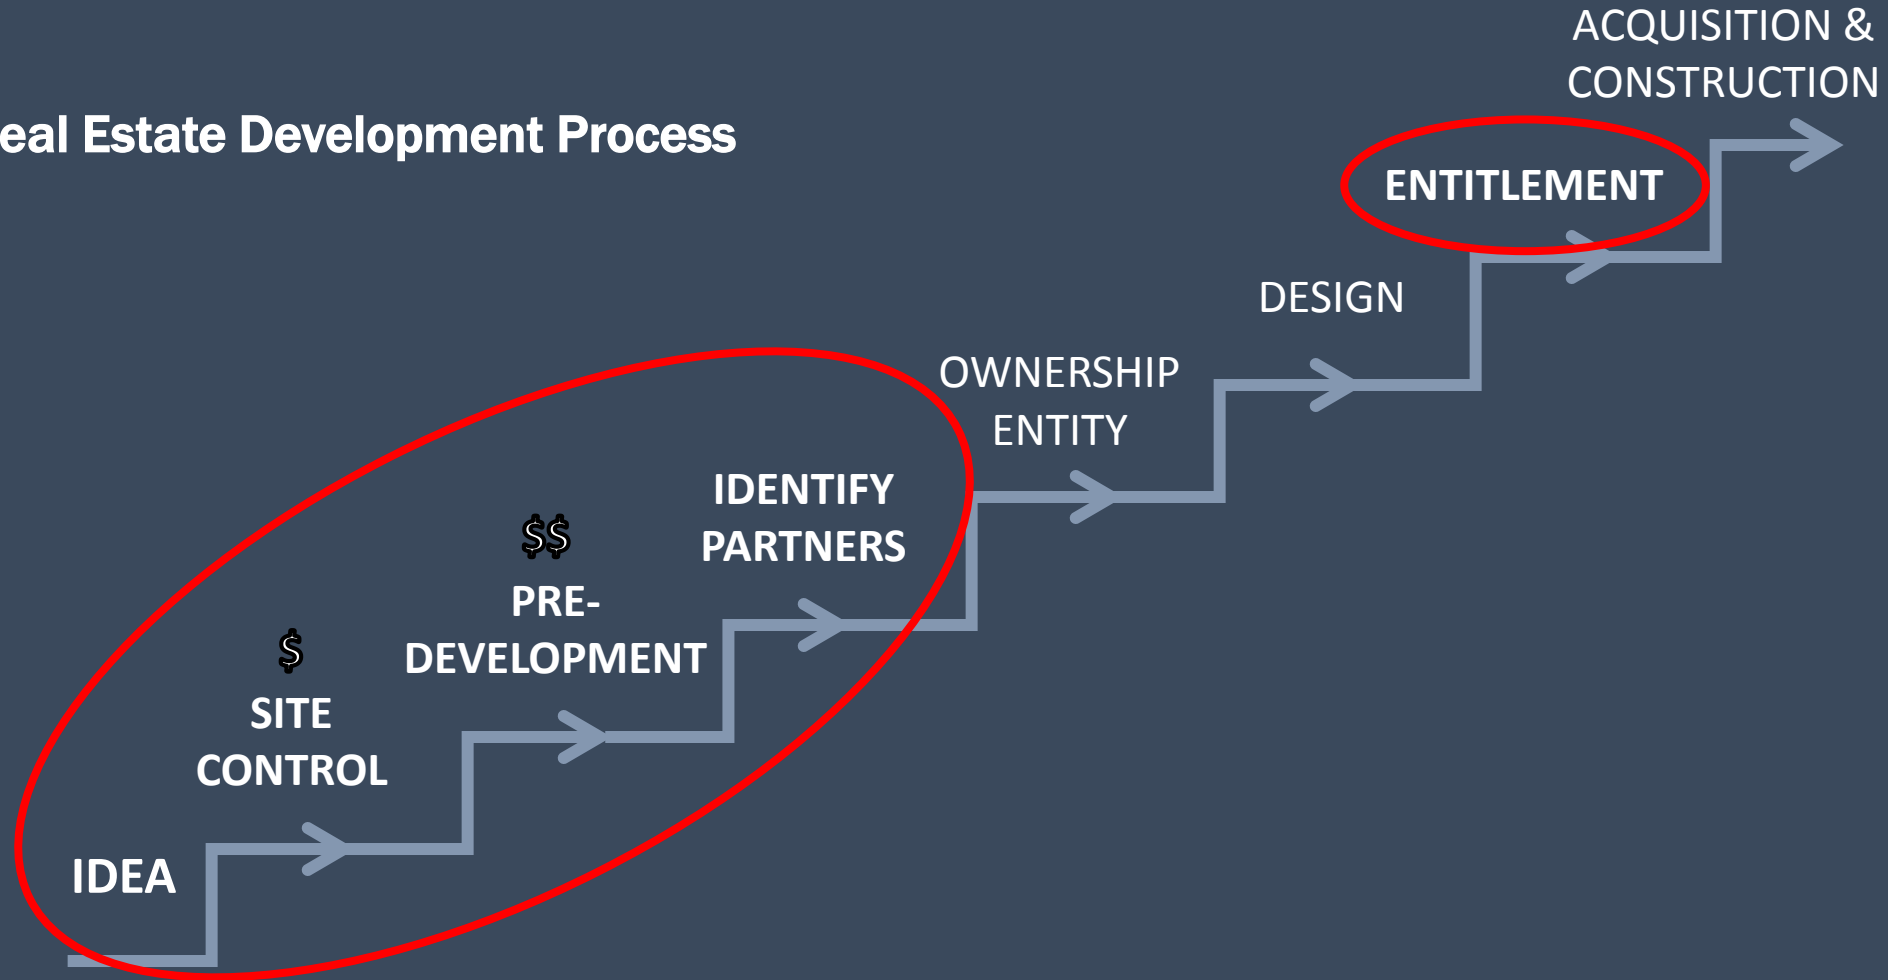 eal Estate Development Process
IDEA
$
SITE
CONTROL
$$
PRE-
DEVELOPMENT
IDENTIFY
PARTNERS
OWNERSHIP
ENTITY
DESIGN
ENTITLEMENT
ACQUISITION &
CONSTRUCTION